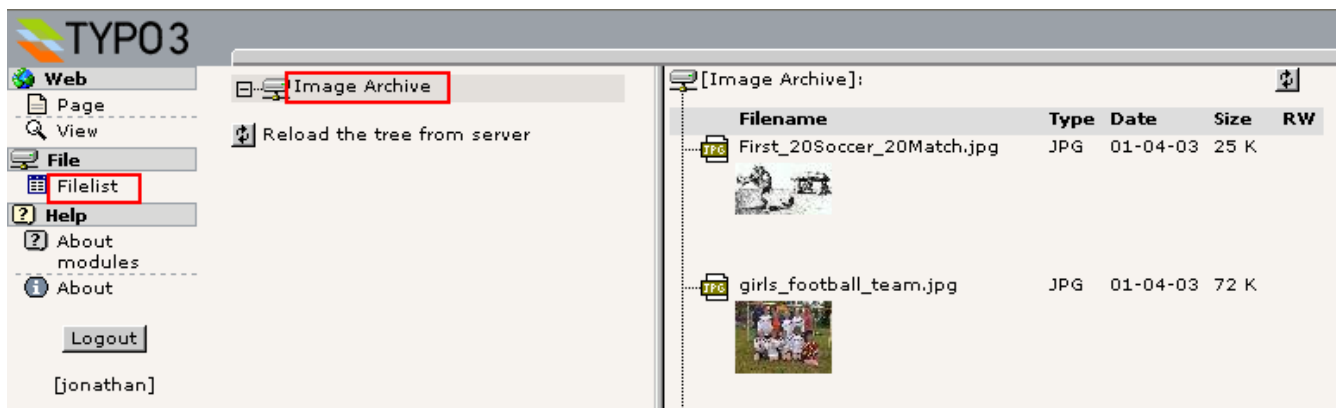 TYPO3
Web
Page
View
File
Filelist
Help
About
modules
About
Logout
[jonathan]
Image Archive
Reload the tree from server
[Image Archive]:
Filename Type Date Size RW
JPG First_20Soccer_20Match.jpg JPG 01-04-03 25 K
JPG girls_football_team.jpg JPG 01-04-03 72 K